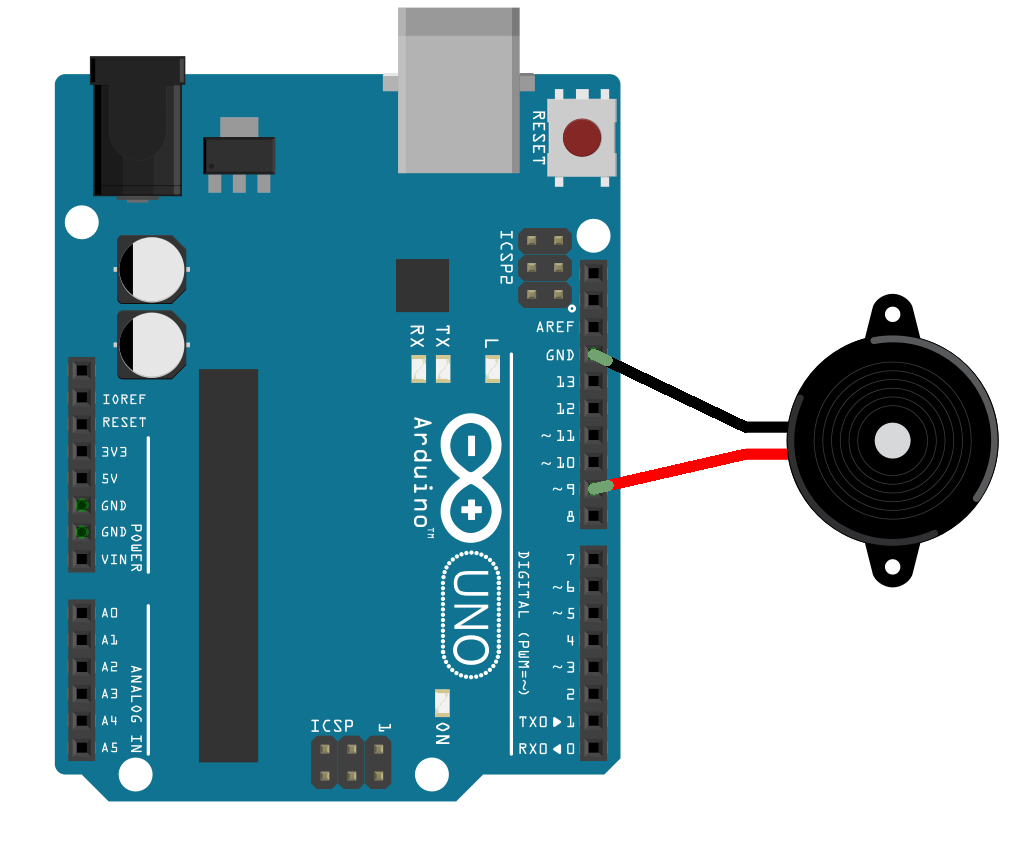 RESET
ICSP2
AREF
GND
13
12
~11
~10
~9
8
RX
TX
L
IOREF
RESET
3V3
5V
GND
GND
VIN
POWER
Arduino™
UNO
7
~6
~5
4
~3
2
TX0▶1
RX0◀0
DIGITAL (PWM=~)
A0
A1
A2
A3
A4
A5
ANALOG IN
ICSP
1
ON